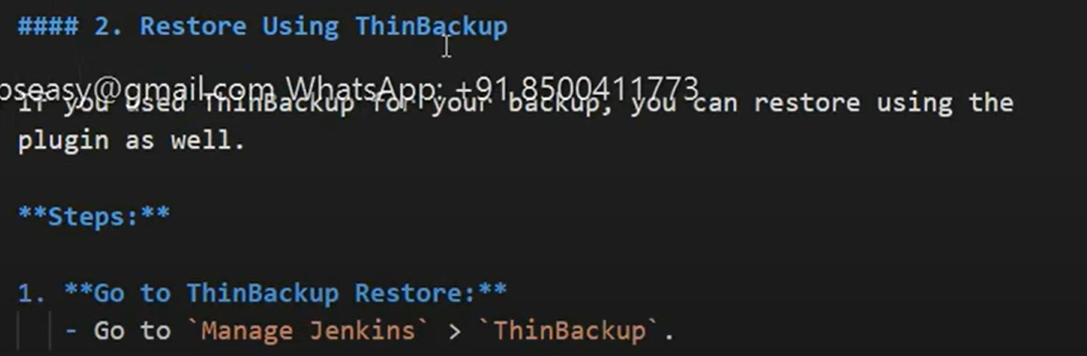 #### 2. Restore Using ThinBackup
pseasy@gmail.com WhatsApp: +91 8500411773
If you used ThinBackup for your backup, you can restore using the
plugin as well.
**Steps:**
1. **Go to ThinBackup Restore:**
- Go to `Manage Jenkins` > `ThinBackup`.